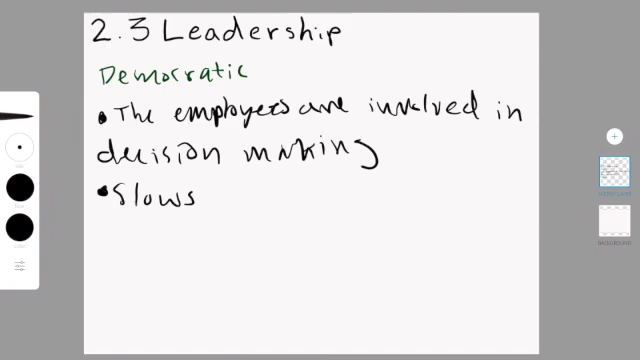 2.3 Leadership
Democratic
• The employees are involved in
decision making
• Slows